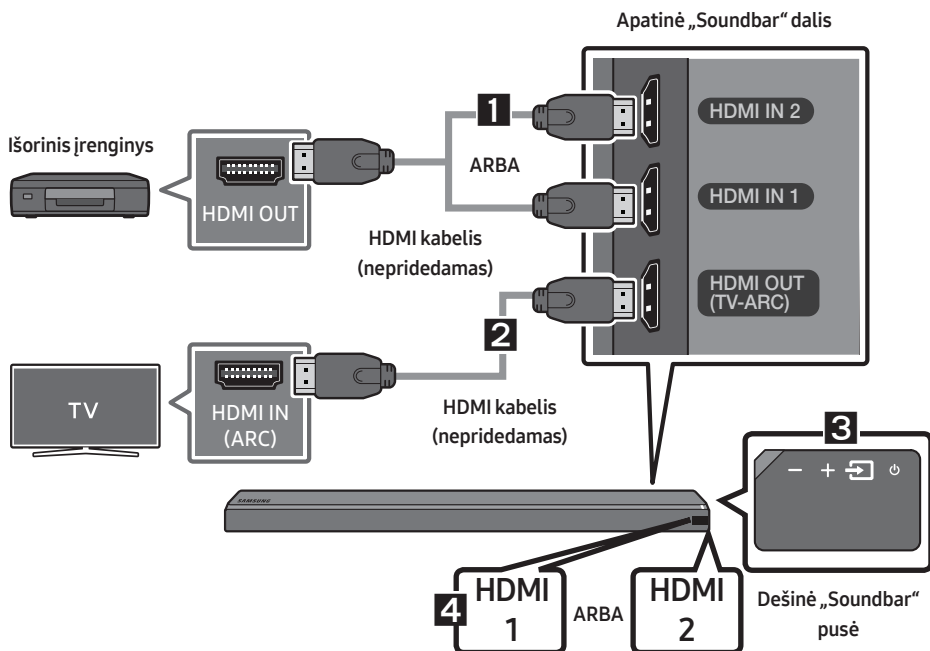 Apatinė „Soundbar“ dalis
1
HDMI IN 2
Išorinis įrenginys
ARBA
HDMI OUT
HDMI IN 1
HDMI kabelis
(nepridedamas)
HDMI OUT
(TV-ARC)
2
TV
HDMI IN
(ARC)
HDMI kabelis
(nepridedamas)
3
− +
SAMSUNG
4
HDMI
1
ARBA
HDMI
2
Dešinė „Soundbar“
pusė